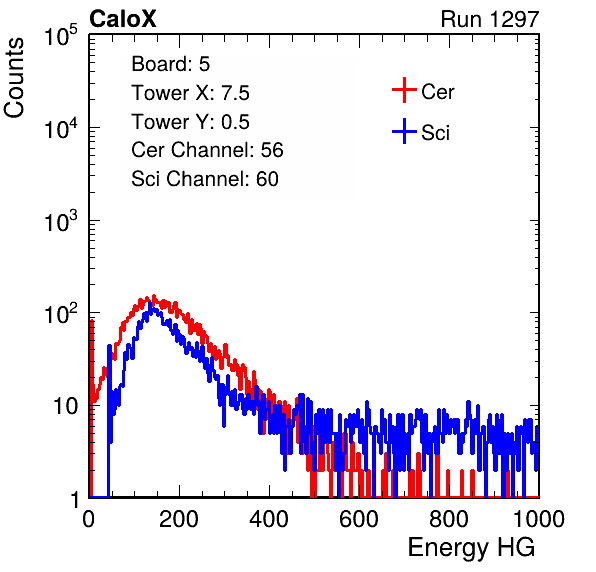 CaloX Run 1297
Counts
10^5
10^4
10^3
10^2
10
1
Board: 5
Tower X: 7.5
Tower Y: 0.5
Cer Channel: 56
Sci Channel: 60
Cer
Sci
0 200 400 600 800 1000
Energy HG